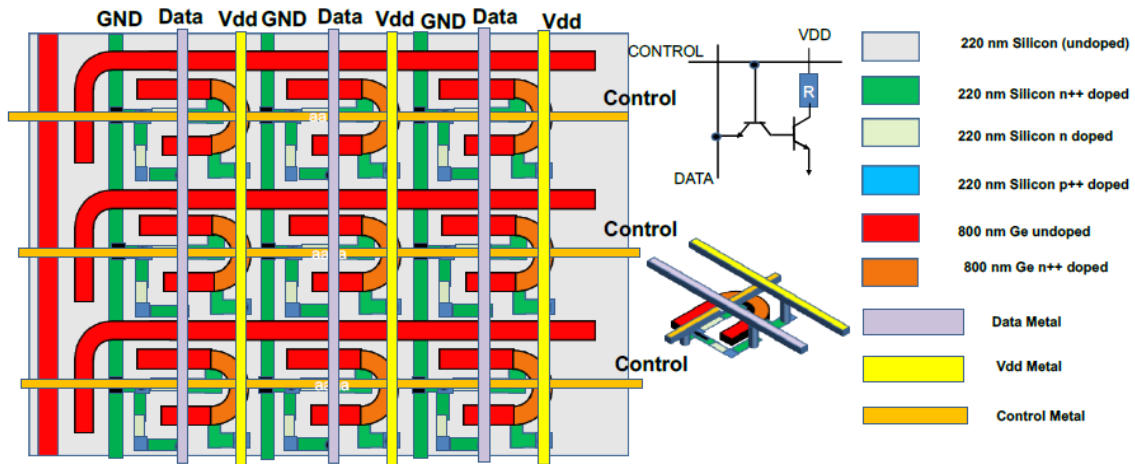 GND Data Vdd GND Data Vdd GND Data Vdd
CONTROL
VDD
R
DATA
Control
Control
Control
220 nm Silicon (undoped)
220 nm Silicon n++ doped
220 nm Silicon n doped
220 nm Silicon p++ doped
800 nm Ge undoped
800 nm Ge n++ doped
Data Metal
Vdd Metal
Control Metal